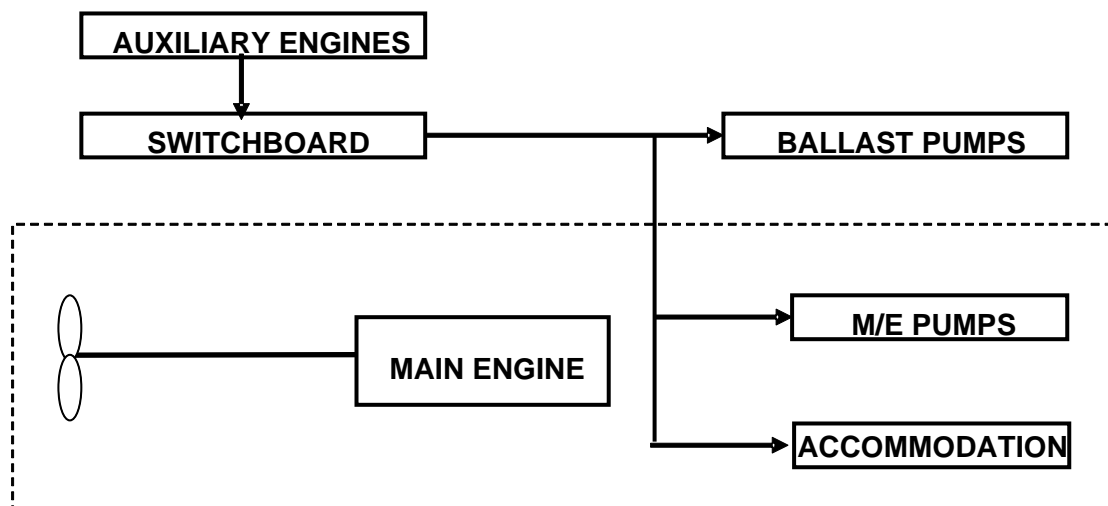 AUXILIARY ENGINES
SWITCHBOARD
BALLAST PUMPS
M/E PUMPS
MAIN ENGINE
ACCOMMODATION